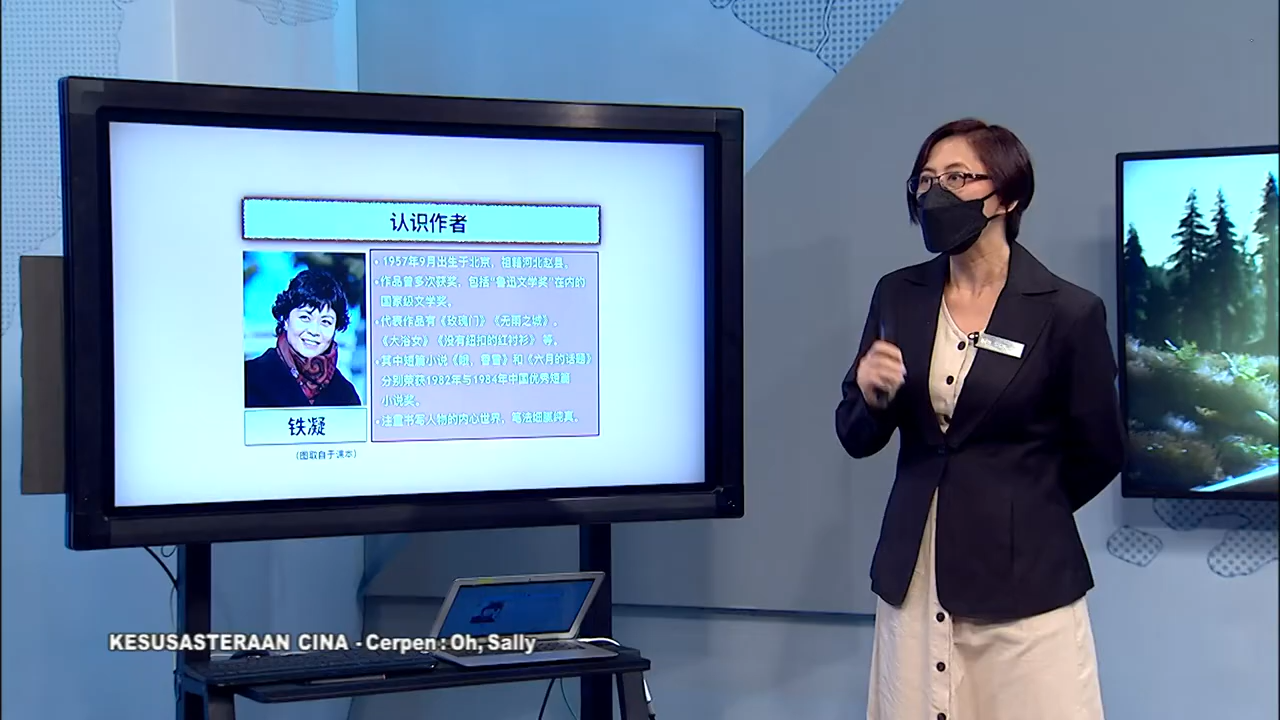 认识作者
• 1957年9月出生于北京，祖籍河北赵县。
• 作品曾多次获奖，包括“鲁迅文学奖”在内的
国家级文学奖。
• 代表作品有《玫瑰门》《无雨之城》、
《大浴女》《没有纽扣的红衬衫》等。
• 其中短篇小说《哦，香雪》和《六月的话题》
分别荣获1982年与1984年中国优秀短篇
小说奖。
• 注重书写人物的内心世界，笔法细腻纯真。
铁凝
（图取自于课本）
KESUSASTERAAN CINA - Cerpen : Oh, Sally